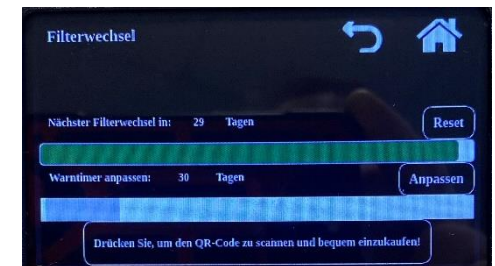 Filterwechsel
Nächster Filterwechsel in: 29 Tagen Reset
Warntimer anpassen: 30 Tagen Anpassen
Drücken Sie, um den QR-Code zu scannen und bequem einzukaufen!